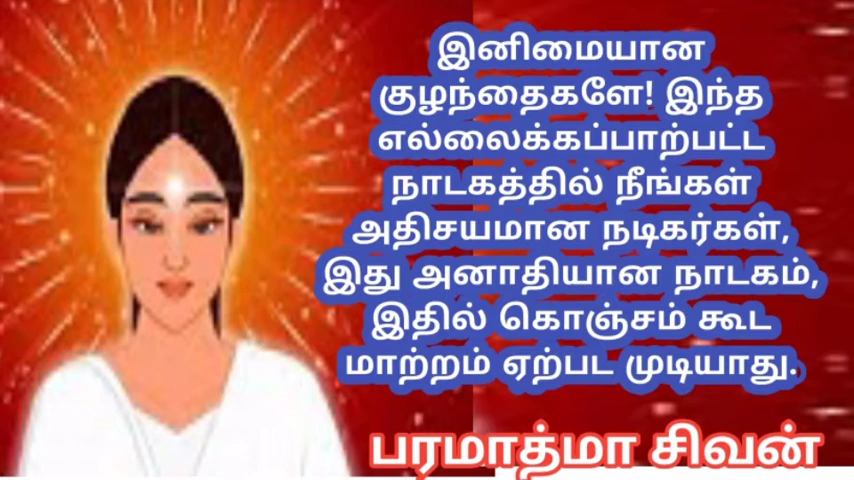 இனிமையான
குழந்தைகளே! இந்த
எல்லைக்கப்பாற்பட்ட
நாடகத்தில் நீங்கள்
அதிசயமான நடிகர்கள்,
இது அனாதியான நாடகம்,
இதில் கொஞ்சம் கூட
மாற்றம் ஏற்பட முடியாது.
பரமாத்மா சிவன்